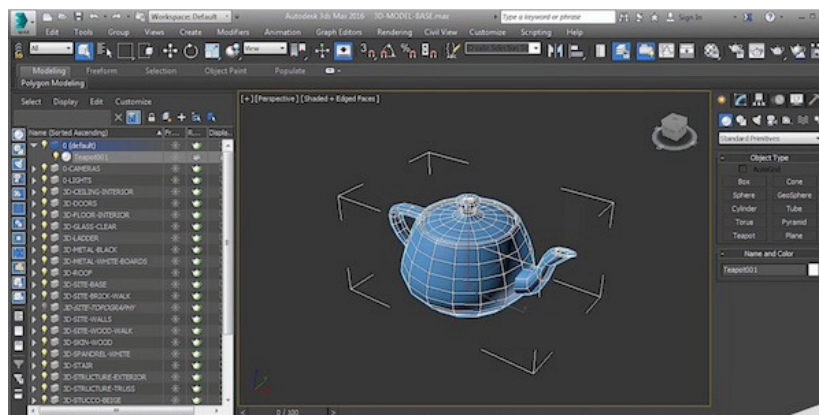 Workspace: Default
Autodesk 3ds Max 2016
3D-MODEL-BASE.max
Type a keyword or phrase
Sign In
MAX
Edit Tools Group Views Create Modifiers Animation Graph Editors Rendering Civil View Customize Scripting Help
All
View
Create Selection
Modeling Freeform Selection Object Paint Populate
Polygon Modeling
Select Display Edit Customize
[+] [Perspective] [Shaded + Edged Faces]
Name (Sorted Ascending) Fr... R... Displa
0 (default)
Teapot001
0-CAMERAS
0-LIGHTS
3D-CEILING-INTERIOR
3D-DOORS
3D-FLOOR-INTERIOR
3D-GLASS-CLEAR
3D-LADDER
3D-METAL-BLACK
3D-METAL-WHITE-BOARDS
3D-ROOF
3D-SITE-BASE
3D-SITE-BRICK-WALK
3D-SITE-TOPOGRAPHY
3D-SITE-WALLS
3D-SITE-WOOD-WALK
3D-SKIN-WOOD
3D-SPANDREL-WHITE
3D-STAIR
3D-STRUCTURE-EXTERIOR
3D-STRUCTURE-TRUSS
3D-STUCCO-BEIGE
0 / 100
Standard Primitives
Object Type
AutoGrid
Box Cone
Sphere GeoSphere
Cylinder Tube
Torus Pyramid
Teapot Plane
Name and Color
Teapot001